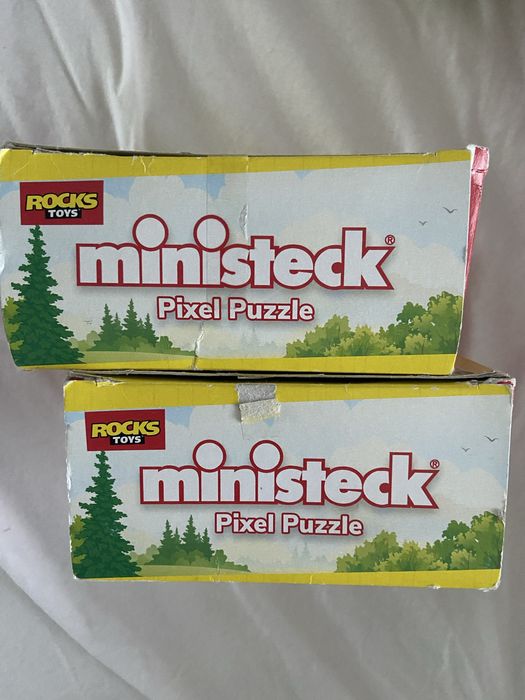 ROCKS
TOYS
ministeck®
Pixel Puzzle
ROCKS
TOYS
ministeck®
Pixel Puzzle